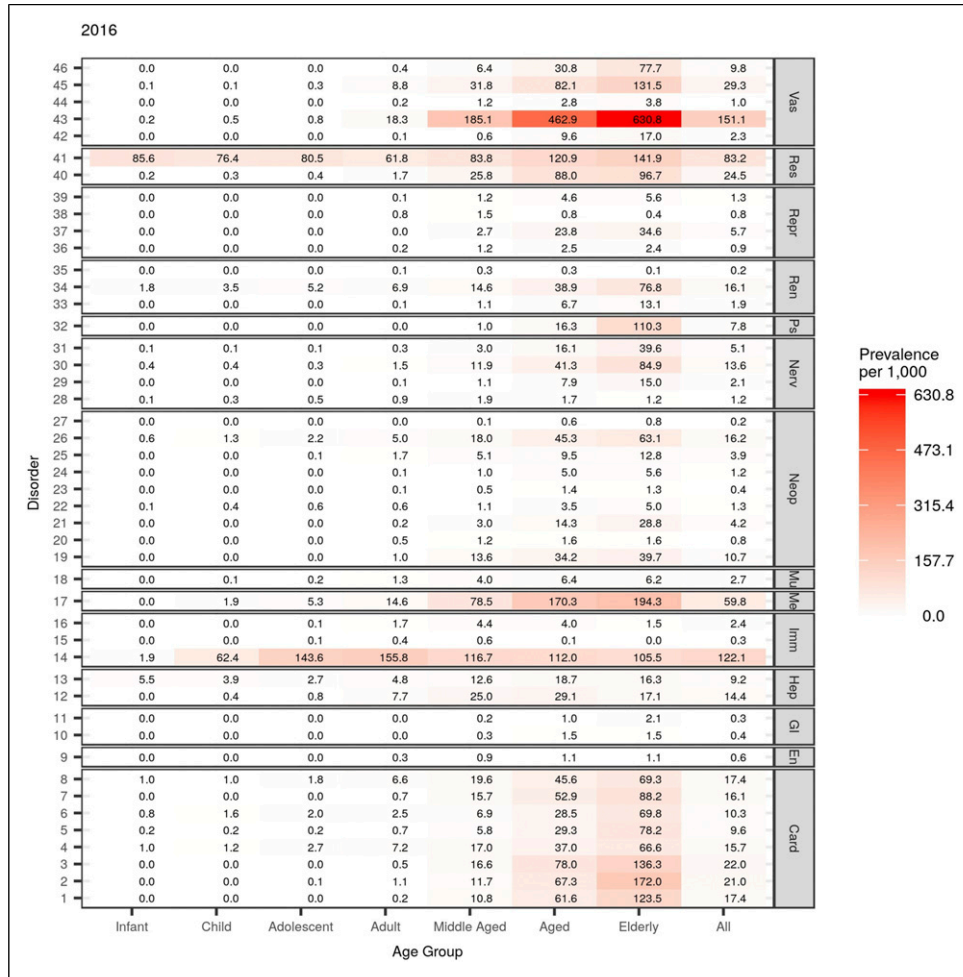 2016
46 0.0 0.0 0.0 0.4 6.4 30.8 77.7 9.8
45 0.1 0.1 0.3 8.8 31.8 82.1 131.5 29.3
44 0.0 0.0 0.0 0.2 1.2 2.8 3.8 1.0
43 0.2 0.5 0.8 18.3 185.1 462.9 630.8 151.1
42 0.0 0.0 0.0 0.1 0.6 9.6 17.0 2.3
Vas
41 85.6 76.4 80.5 61.8 83.8 120.9 141.9 83.2
40 0.2 0.3 0.4 1.7 25.8 88.0 96.7 24.5
Res
39 0.0 0.0 0.0 0.1 1.2 4.6 5.6 1.3
38 0.0 0.0 0.0 0.8 1.5 0.8 0.4 0.8
37 0.0 0.0 0.0 0.0 2.7 23.8 34.6 5.7
36 0.0 0.0 0.0 0.2 1.2 2.5 2.4 0.9
Repr
35 0.0 0.0 0.0 0.1 0.3 0.3 0.1 0.2
34 1.8 3.5 5.2 6.9 14.6 38.9 76.8 16.1
33 0.0 0.0 0.0 0.1 1.1 6.7 13.1 1.9
Ren
32 0.0 0.0 0.0 0.0 1.0 16.3 110.3 7.8
Ps
31 0.1 0.1 0.1 0.3 3.0 16.1 39.6 5.1
30 0.4 0.4 0.3 1.5 11.9 41.3 84.9 13.6
29 0.0 0.0 0.0 0.1 1.1 7.9 15.0 2.1
28 0.1 0.3 0.5 0.9 1.9 1.7 1.2 1.2
Nerv
27 0.0 0.0 0.0 0.0 0.1 0.6 0.8 0.2
26 0.6 1.3 2.2 5.0 18.0 45.3 63.1 16.2
25 0.0 0.0 0.1 1.7 5.1 9.5 12.8 3.9
24 0.0 0.0 0.0 0.1 1.0 5.0 5.6 1.2
23 0.0 0.0 0.0 0.1 0.5 1.4 1.3 0.4
22 0.1 0.4 0.6 0.6 1.1 3.5 5.0 1.3
21 0.0 0.0 0.0 0.2 3.0 14.3 28.8 4.2
20 0.0 0.0 0.0 0.5 1.2 1.6 1.6 0.8
19 0.0 0.0 0.0 1.0 13.6 34.2 39.7 10.7
Neop
18 0.0 0.1 0.2 1.3 4.0 6.4 6.2 2.7
Mu
17 0.0 1.9 5.3 14.6 78.5 170.3 194.3 59.8
Me
16 0.0 0.0 0.1 1.7 4.4 4.0 1.5 2.4
15 0.0 0.0 0.1 0.4 0.6 0.1 0.0 0.3
14 1.9 62.4 143.6 155.8 116.7 112.0 105.5 122.1
Imm
13 5.5 3.9 2.7 4.8 12.6 18.7 16.3 9.2
12 0.0 0.4 0.8 7.7 25.0 29.1 17.1 14.4
Hep
11 0.0 0.0 0.0 0.0 0.2 1.0 2.1 0.3
10 0.0 0.0 0.0 0.0 0.3 1.5 1.5 0.4
GI
9 0.0 0.0 0.0 0.3 0.9 1.1 1.1 0.6
En
8 1.0 1.0 1.8 6.6 19.6 45.6 69.3 17.4
7 0.0 0.0 0.0 0.7 15.7 52.9 88.2 16.1
6 0.8 1.6 2.0 2.5 6.9 28.5 69.8 10.3
5 0.2 0.2 0.2 0.7 5.8 29.3 78.2 9.6
4 1.0 1.2 2.7 7.2 17.0 37.0 66.6 15.7
3 0.0 0.0 0.0 0.5 16.6 78.0 136.3 22.0
2 0.0 0.0 0.1 1.1 11.7 67.3 172.0 21.0
1 0.0 0.0 0.0 0.2 10.8 61.6 123.5 17.4
Card
Infant Child Adolescent Adult Middle Aged Aged Elderly All
Age Group
Disorder
Prevalence
per 1,000
630.8
473.1
315.4
157.7
0.0